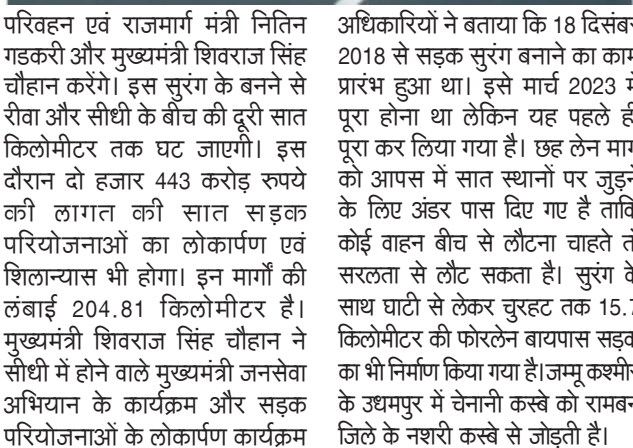 परिवहन एवं राजमार्ग मंत्री नितिन
गडकरी और मुख्यमंत्री शिवराज सिंह
चौहान करेंगे। इस सुरंग के बनने से
रीवा और सीधी के बीच की दूरी सात
किलोमीटर तक घट जाएगी। इस
दौरान दो हजार 443 करोड़ रुपये
की लागत की सात सड़क
परियोजनाओं का लोकार्पण एवं
शिलान्यास भी होगा। इन मार्गों की
लंबाई 204.81 किलोमीटर है।
मुख्यमंत्री शिवराज सिंह चौहान ने
सीधी में होने वाले मुख्यमंत्री जनसेवा
अभियान के कार्यक्रम और सड़क
परियोजनाओं के लोकार्पण कार्यक्रम
अधिकारियों ने बताया कि 18 दिसंबर
2018 से सड़क सुरंग बनाने का काम
प्रारंभ हुआ था। इसे मार्च 2023 में
पूरा होना था लेकिन यह पहले ही
पूरा कर लिया गया है। छह लेन मार्ग
को आपस में सात स्थानों पर जुड़ने
के लिए अंडर पास दिए गए है ताकि
कोई वाहन बीच से लौटना चाहते तो
सरलता से लौट सकता है। सुरंग के
साथ घाटी से लेकर चुरहट तक 15.7
किलोमीटर की फोरलेन बायपास सड़क
का भी निर्माण किया गया है।जम्मू कश्मीर
के उधमपुर में चेनानी कस्बे को रामबन
जिले के नशरी कस्बे से जोड़ती है।